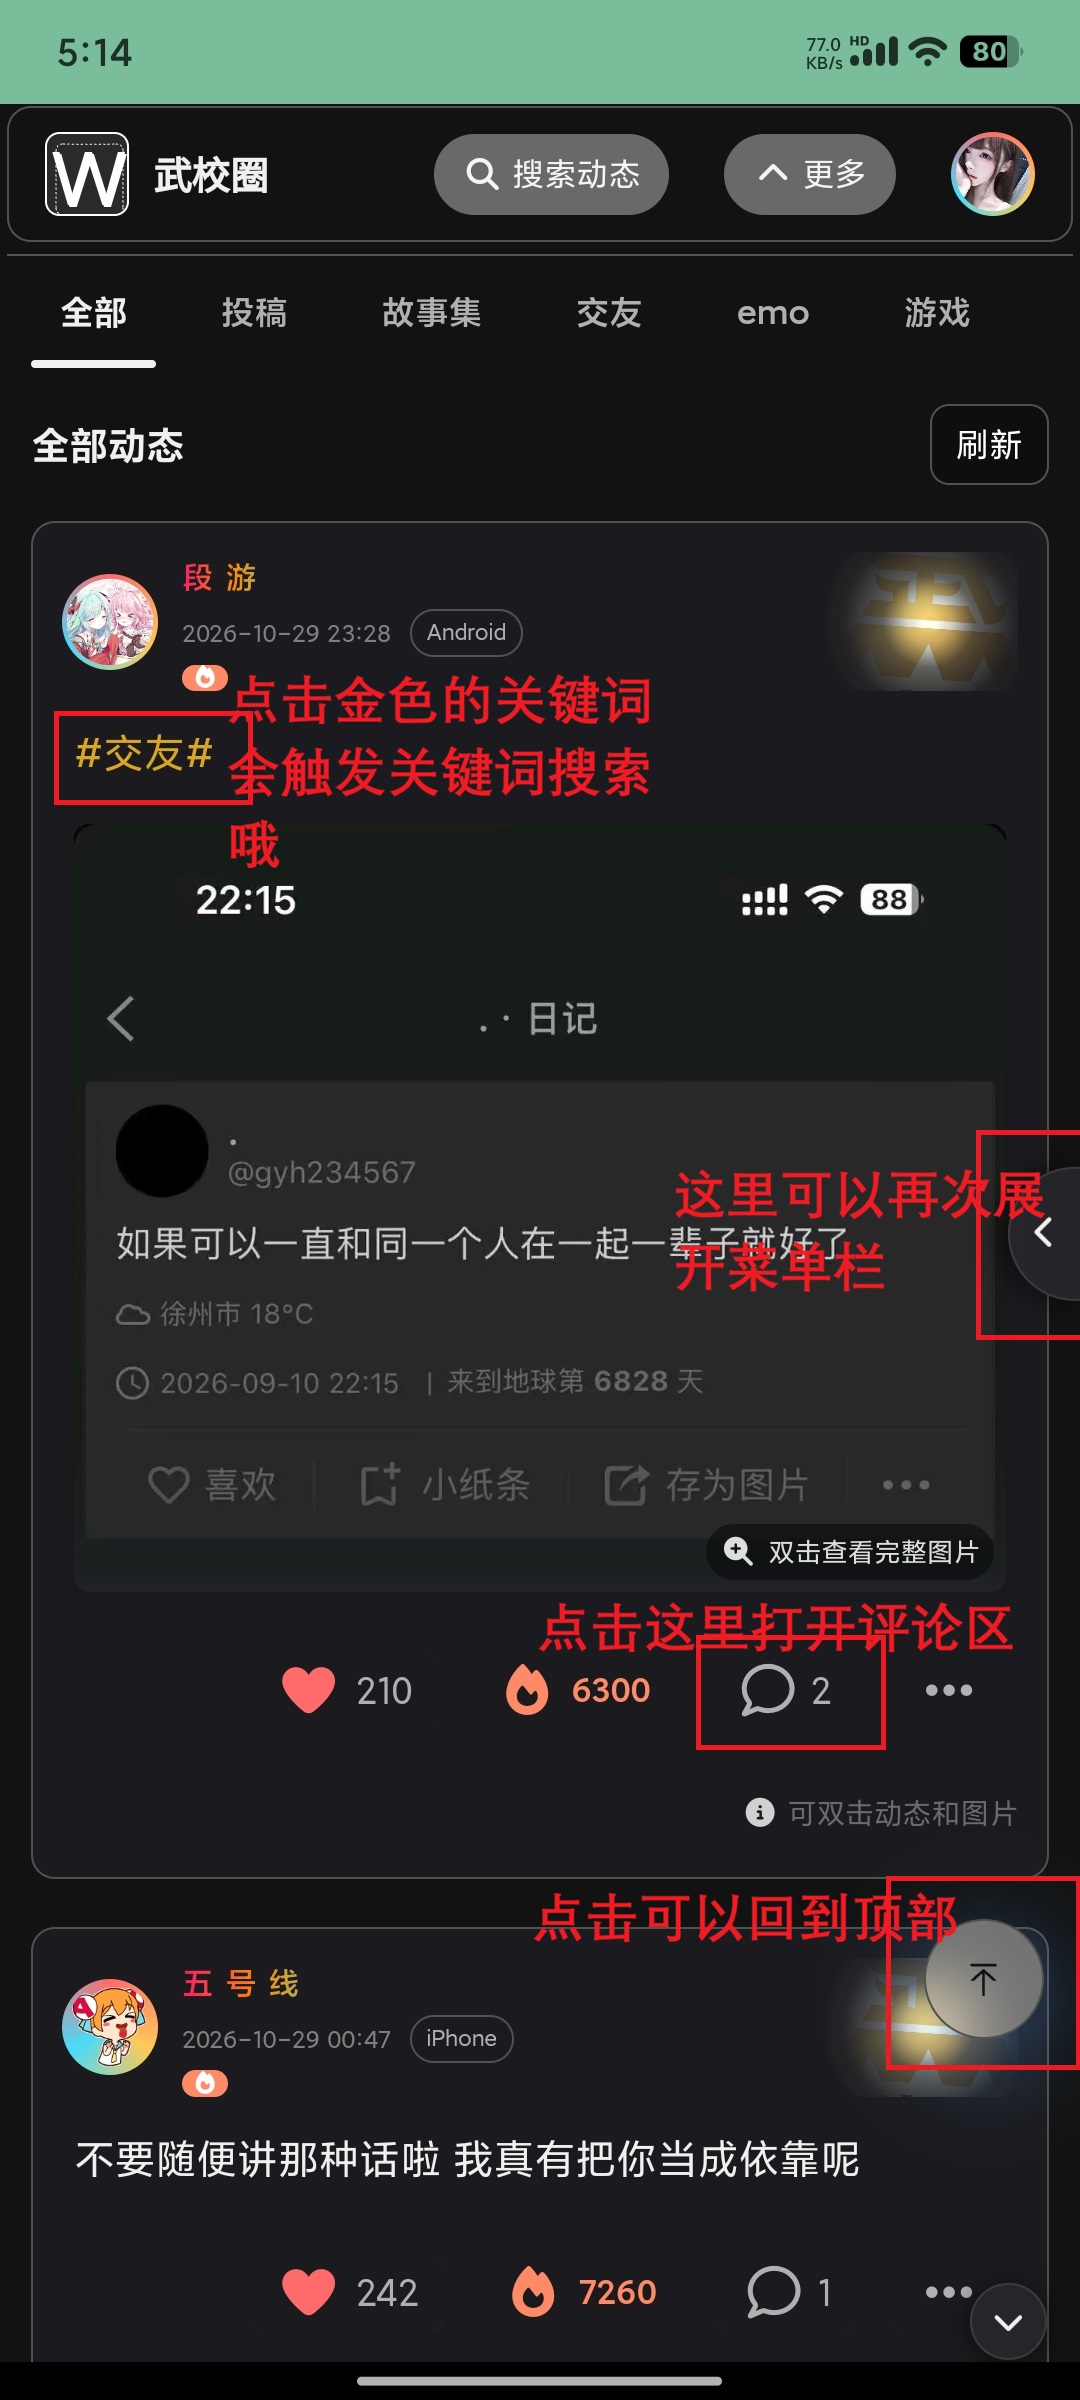 5:14
77.0 KB/s HD 80
W 武校圈 搜索动态 更多
全部 投稿 故事集 交友 emo 游戏
全部动态 刷新
段 游
2026-10-29 23:28 Android
点击金色的关键词
#交友#
会触发关键词搜索
哦
22:15 88
. · 日记
.
@gyh234567
这里可以再次展
如果可以一直和同一个人在一起一辈子就好了
开菜单栏
徐州市 18°C
2026-09-10 22:15 | 来到地球第 6828 天
喜欢 小纸条 存为图片
双击查看完整图片
点击这里打开评论区
210 6300 2
可双击动态和图片
点击可以回到顶部
五 号 线
2026-10-29 00:47 iPhone
不要随便讲那种话啦 我真有把你当成依靠呢
242 7260 1